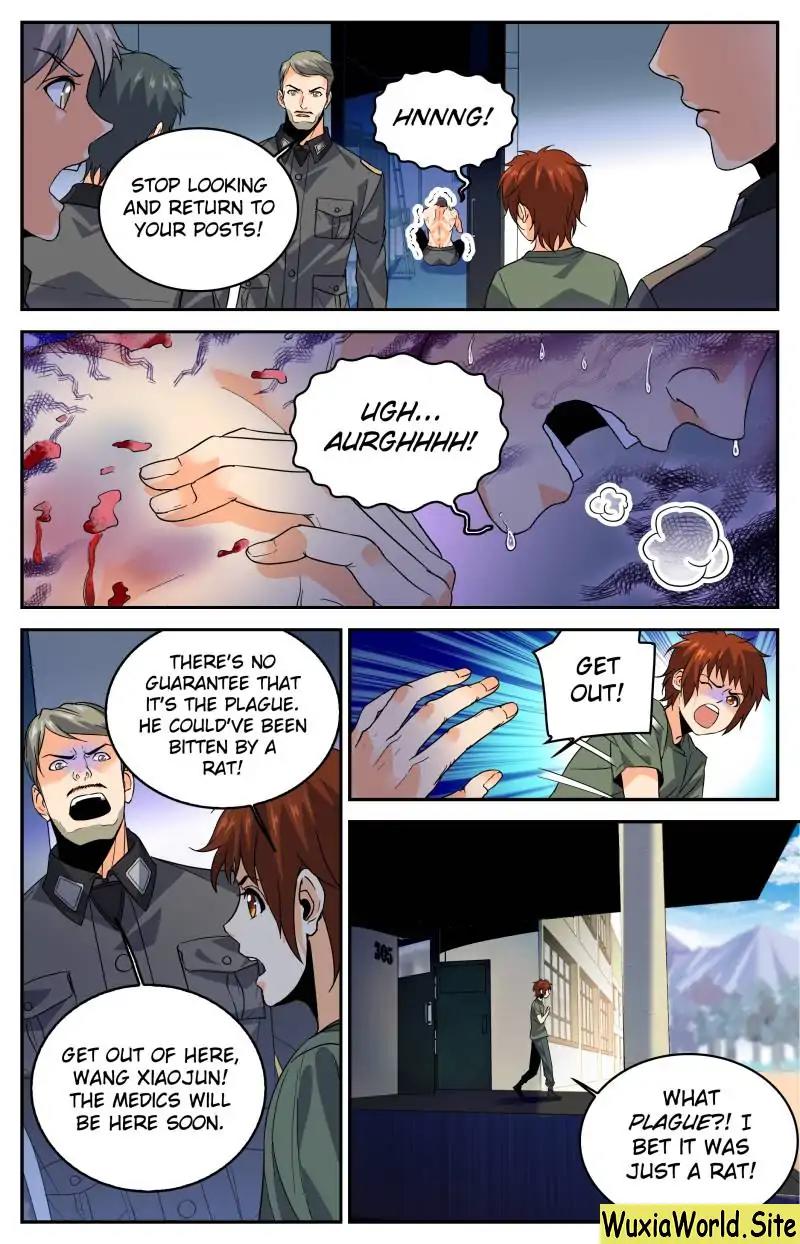 HNNNG!
STOP LOOKING
AND RETURN TO
YOUR POSTS!
UGH...
AURGHHHH!
THERE'S NO
GUARANTEE THAT
IT'S THE PLAGUE.
HE COULD'VE BEEN
BITTEN BY A
RAT!
GET OUT OF HERE,
WANG XIAOJUN!
THE MEDICS WILL
BE HERE SOON.
GET
OUT!
305
WHAT
PLAGUE?! I
BET IT WAS
JUST A RAT!
WuxiaWorld.Site